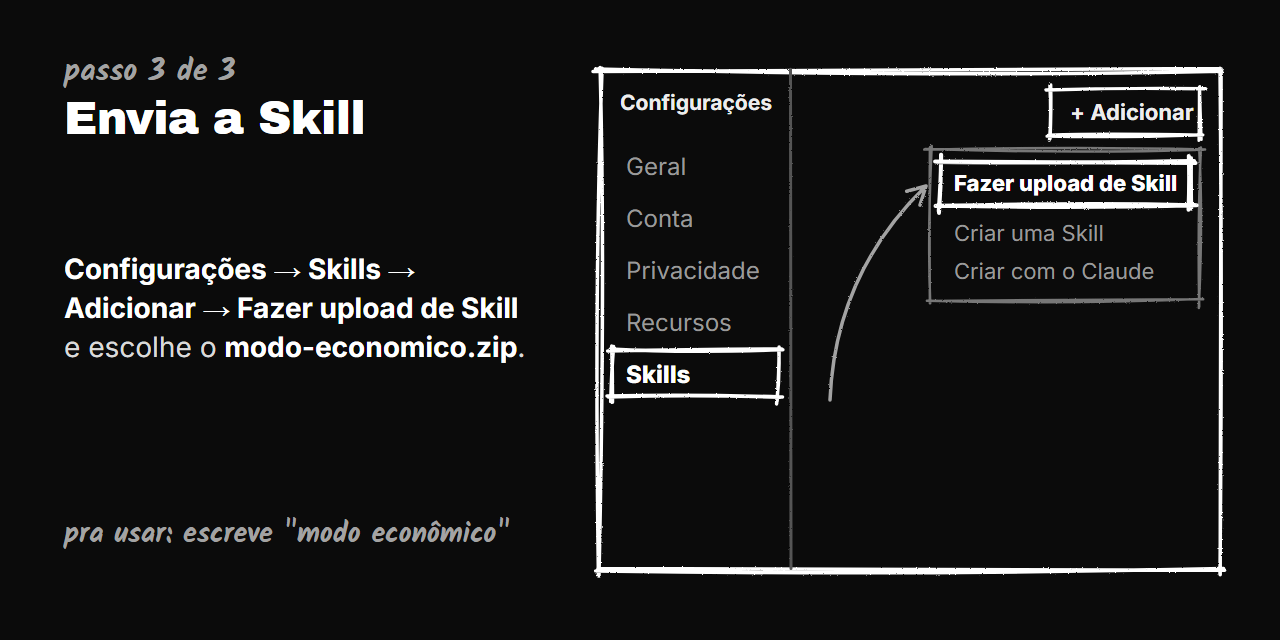 passo 3 de 3
Envia a Skill
Configurações → Skills →
Adicionar → Fazer upload de Skill
e escolhe o modo-economico.zip.
pra usar: escreve "modo econômico"
Configurações
Geral
Conta
Privacidade
Recursos
Skills
+ Adicionar
Fazer upload de Skill
Criar uma Skill
Criar com o Claude